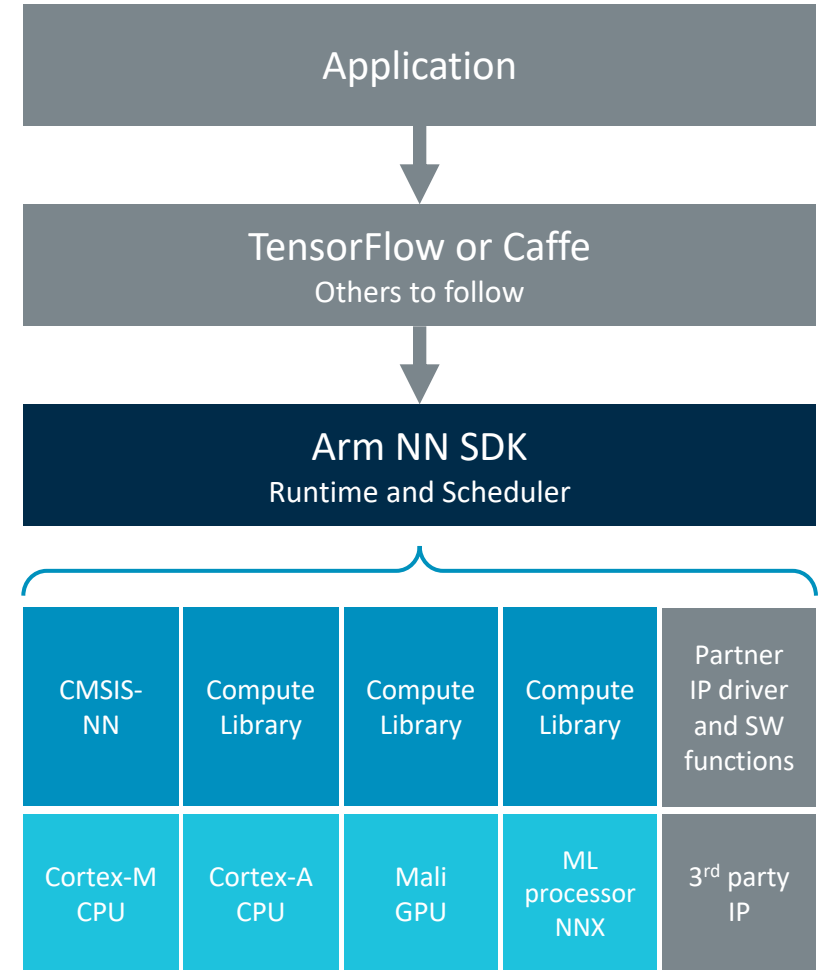 Application
TensorFlow or Caffe
Others to follow
Arm NN SDK
Runtime and Scheduler
CMSIS-
NN
Compute
Library
Compute
Library
Compute
Library
Partner
IP driver
and SW
functions
Cortex-M
CPU
Cortex-A
CPU
Mali
GPU
ML
processor
NNX
3rd party
IP